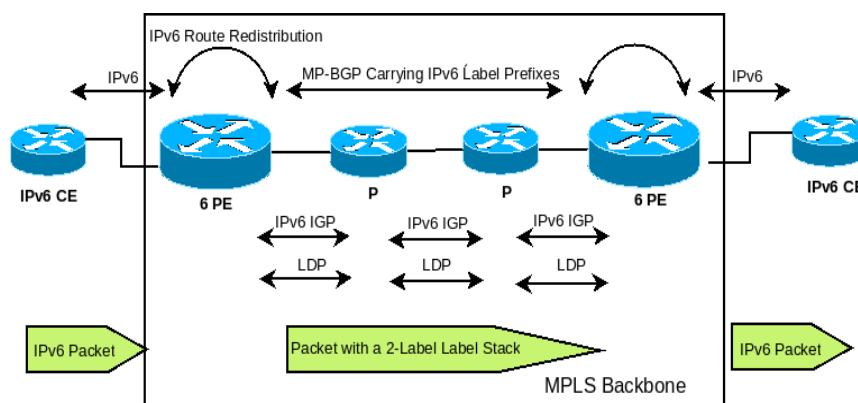 IPv6 Route Redistribution
IPv6
MP-BGP Carrying IPv6 Label Prefixes
IPv6
IPv6 CE
6 PE
P
P
6 PE
IPv6 CE
IPv6 IGP
IPv6 IGP
IPv6 IGP
LDP
LDP
LDP
IPv6 Packet
Packet with a 2-Label Label Stack
IPv6 Packet
MPLS Backbone